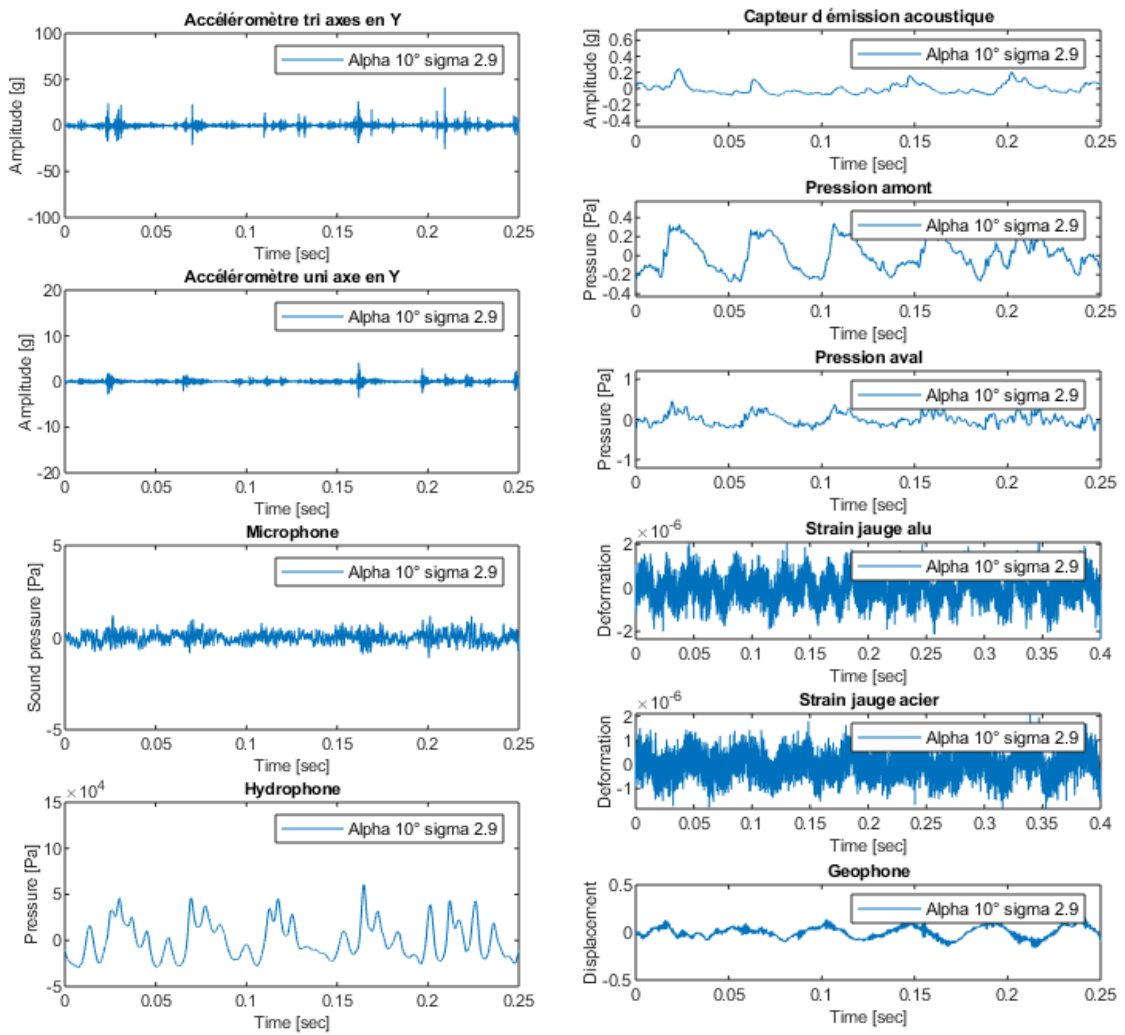 Accéléromètre tri axes en Y
Amplitude [g]
100
50
0
-50
-100
Alpha 10° sigma 2.9
0 0.05 0.1 0.15 0.2 0.25
Time [sec]
Accéléromètre uni axe en Y
Amplitude [g]
20
10
0
-10
-20
Alpha 10° sigma 2.9
0 0.05 0.1 0.15 0.2 0.25
Time [sec]
Microphone
Sound pressure [Pa]
5
0
-5
Alpha 10° sigma 2.9
0 0.05 0.1 0.15 0.2 0.25
Time [sec]
Hydrophone
× 10^4
Pressure [Pa]
15
10
5
0
-5
Alpha 10° sigma 2.9
0 0.05 0.1 0.15 0.2 0.25
Time [sec]
Capteur d émission acoustique
Amplitude [g]
0.6
0.4
0.2
0
-0.2
-0.4
Alpha 10° sigma 2.9
0 0.05 0.1 0.15 0.2 0.25
Time [sec]
Pression amont
Pressure [Pa]
0.4
0.2
0
-0.2
-0.4
Alpha 10° sigma 2.9
0 0.05 0.1 0.15 0.2 0.25
Time [sec]
Pression aval
Pressure [Pa]
1
0
-1
Alpha 10° sigma 2.9
0 0.05 0.1 0.15 0.2 0.25
Time [sec]
Strain jauge alu
× 10^-6
Deformation
2
0
-2
Alpha 10° sigma 2.9
0 0.05 0.1 0.15 0.2 0.25 0.3 0.35 0.4
Time [sec]
Strain jauge acier
× 10^-6
Deformation
2
1
0
-1
Alpha 10° sigma 2.9
0 0.05 0.1 0.15 0.2 0.25 0.3 0.35 0.4
Time [sec]
Geophone
Displacement
0.5
0
-0.5
Alpha 10° sigma 2.9
0 0.05 0.1 0.15 0.2 0.25
Time [sec]